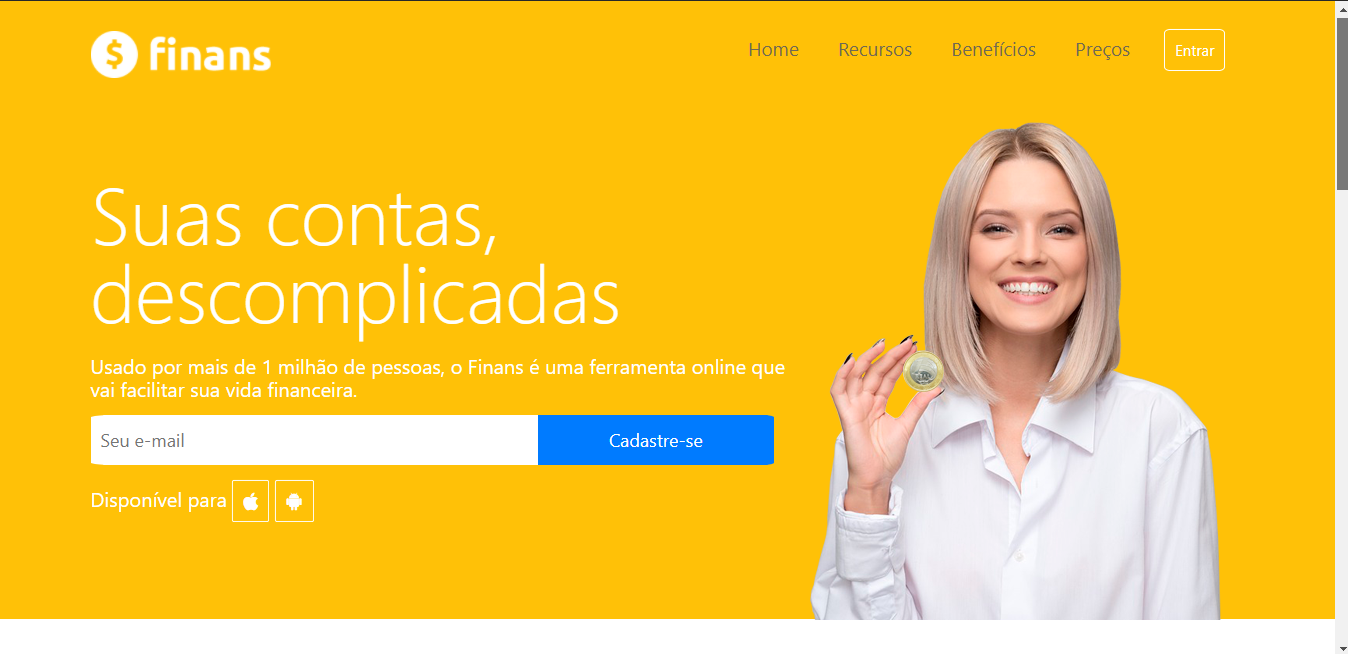 finans
Home Recursos Benefícios Preços Entrar
Suas contas,
descomplicadas
Usado por mais de 1 milhão de pessoas, o Finans é uma ferramenta online que
vai facilitar sua vida financeira.
Seu e-mail Cadastre-se
Disponível para